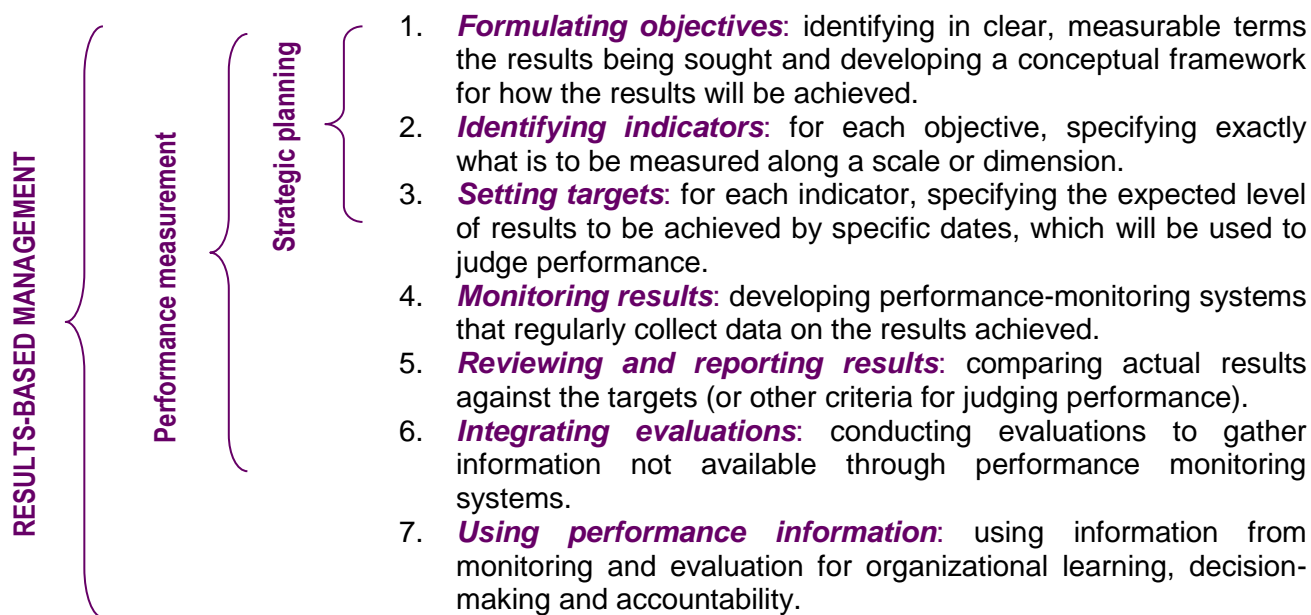 RESULTS-BASED MANAGEMENT
Performance measurement
Strategic planning
1. Formulating objectives: identifying in clear, measurable terms
the results being sought and developing a conceptual framework
for how the results will be achieved.
2. Identifying indicators: for each objective, specifying exactly
what is to be measured along a scale or dimension.
3. Setting targets: for each indicator, specifying the expected level
of results to be achieved by specific dates, which will be used to
judge performance.
4. Monitoring results: developing performance-monitoring systems
that regularly collect data on the results achieved.
5. Reviewing and reporting results: comparing actual results
against the targets (or other criteria for judging performance).
6. Integrating evaluations: conducting evaluations to gather
information not available through performance monitoring
systems.
7. Using performance information: using information from
monitoring and evaluation for organizational learning, decision-
making and accountability.